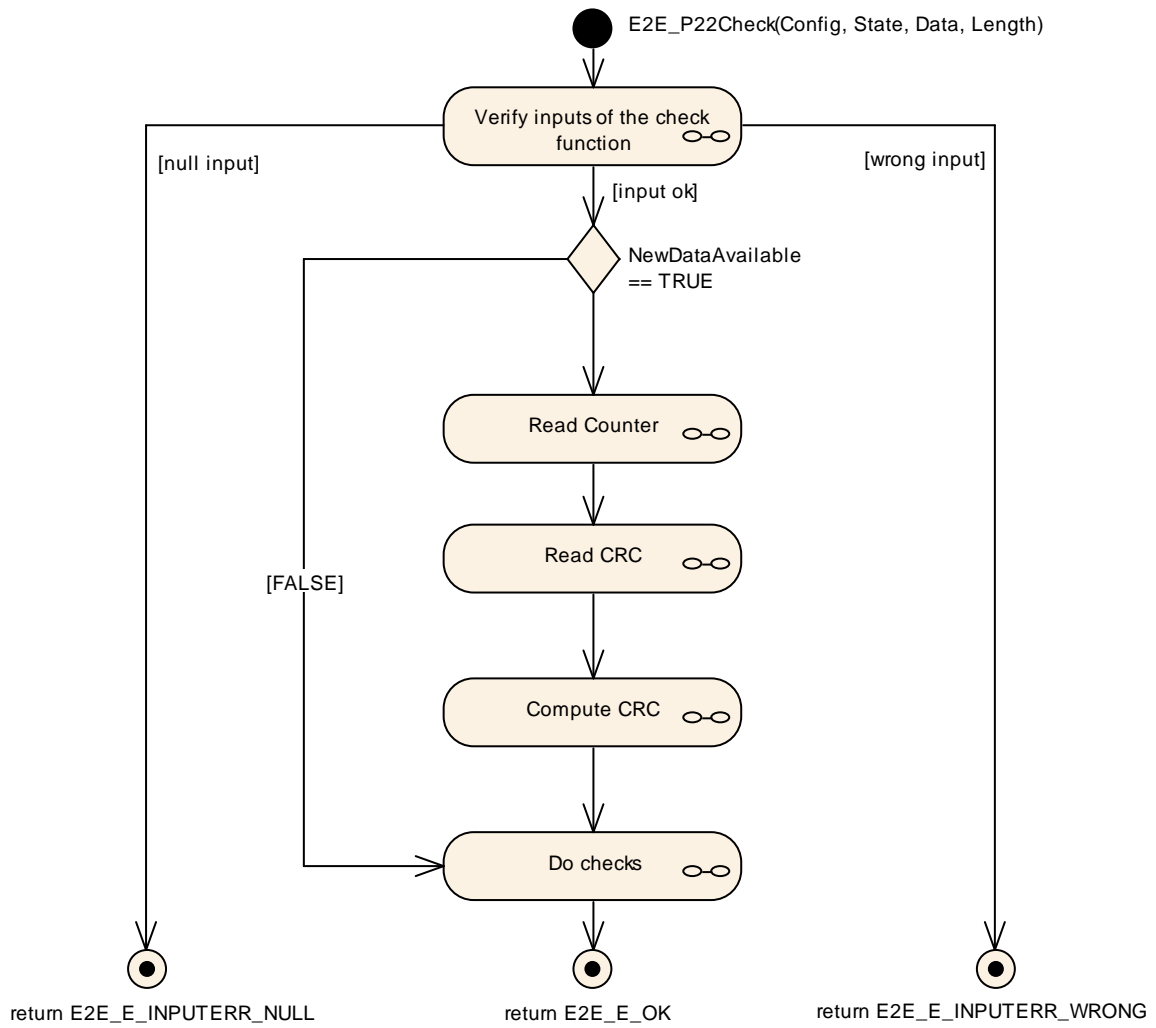 E2E_P22Check(Config, State, Data, Length)
Verify inputs of the check
function
[null input]
[wrong input]
[input ok]
NewDataAvailable
== TRUE
Read Counter
Read CRC
[FALSE]
Compute CRC
Do checks
return E2E_E_INPUTERR_NULL
return E2E_E_OK
return E2E_E_INPUTERR_WRONG